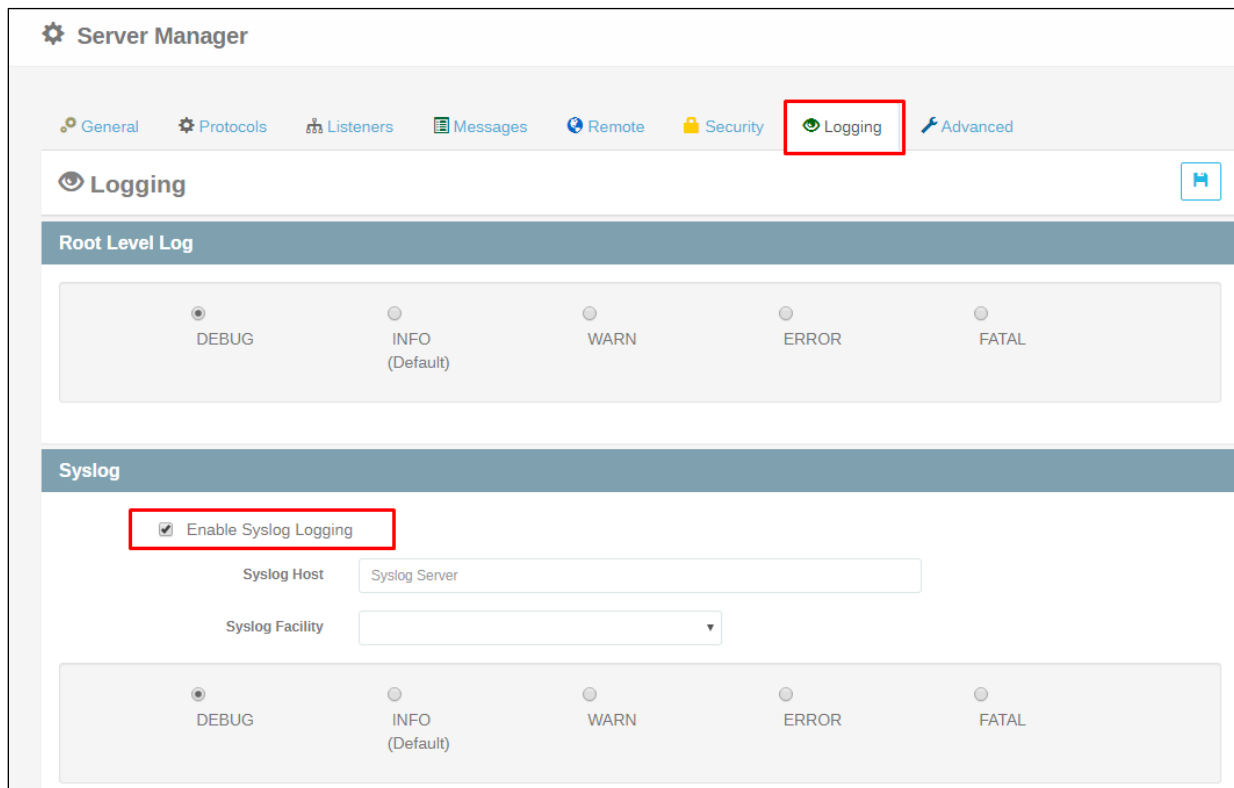 Server Manager
General Protocols Listeners Messages Remote Security Logging Advanced
Logging
Root Level Log
DEBUG INFO WARN ERROR FATAL
(Default)
Syslog
Enable Syslog Logging
Syslog Host Syslog Server
Syslog Facility
DEBUG INFO WARN ERROR FATAL
(Default)